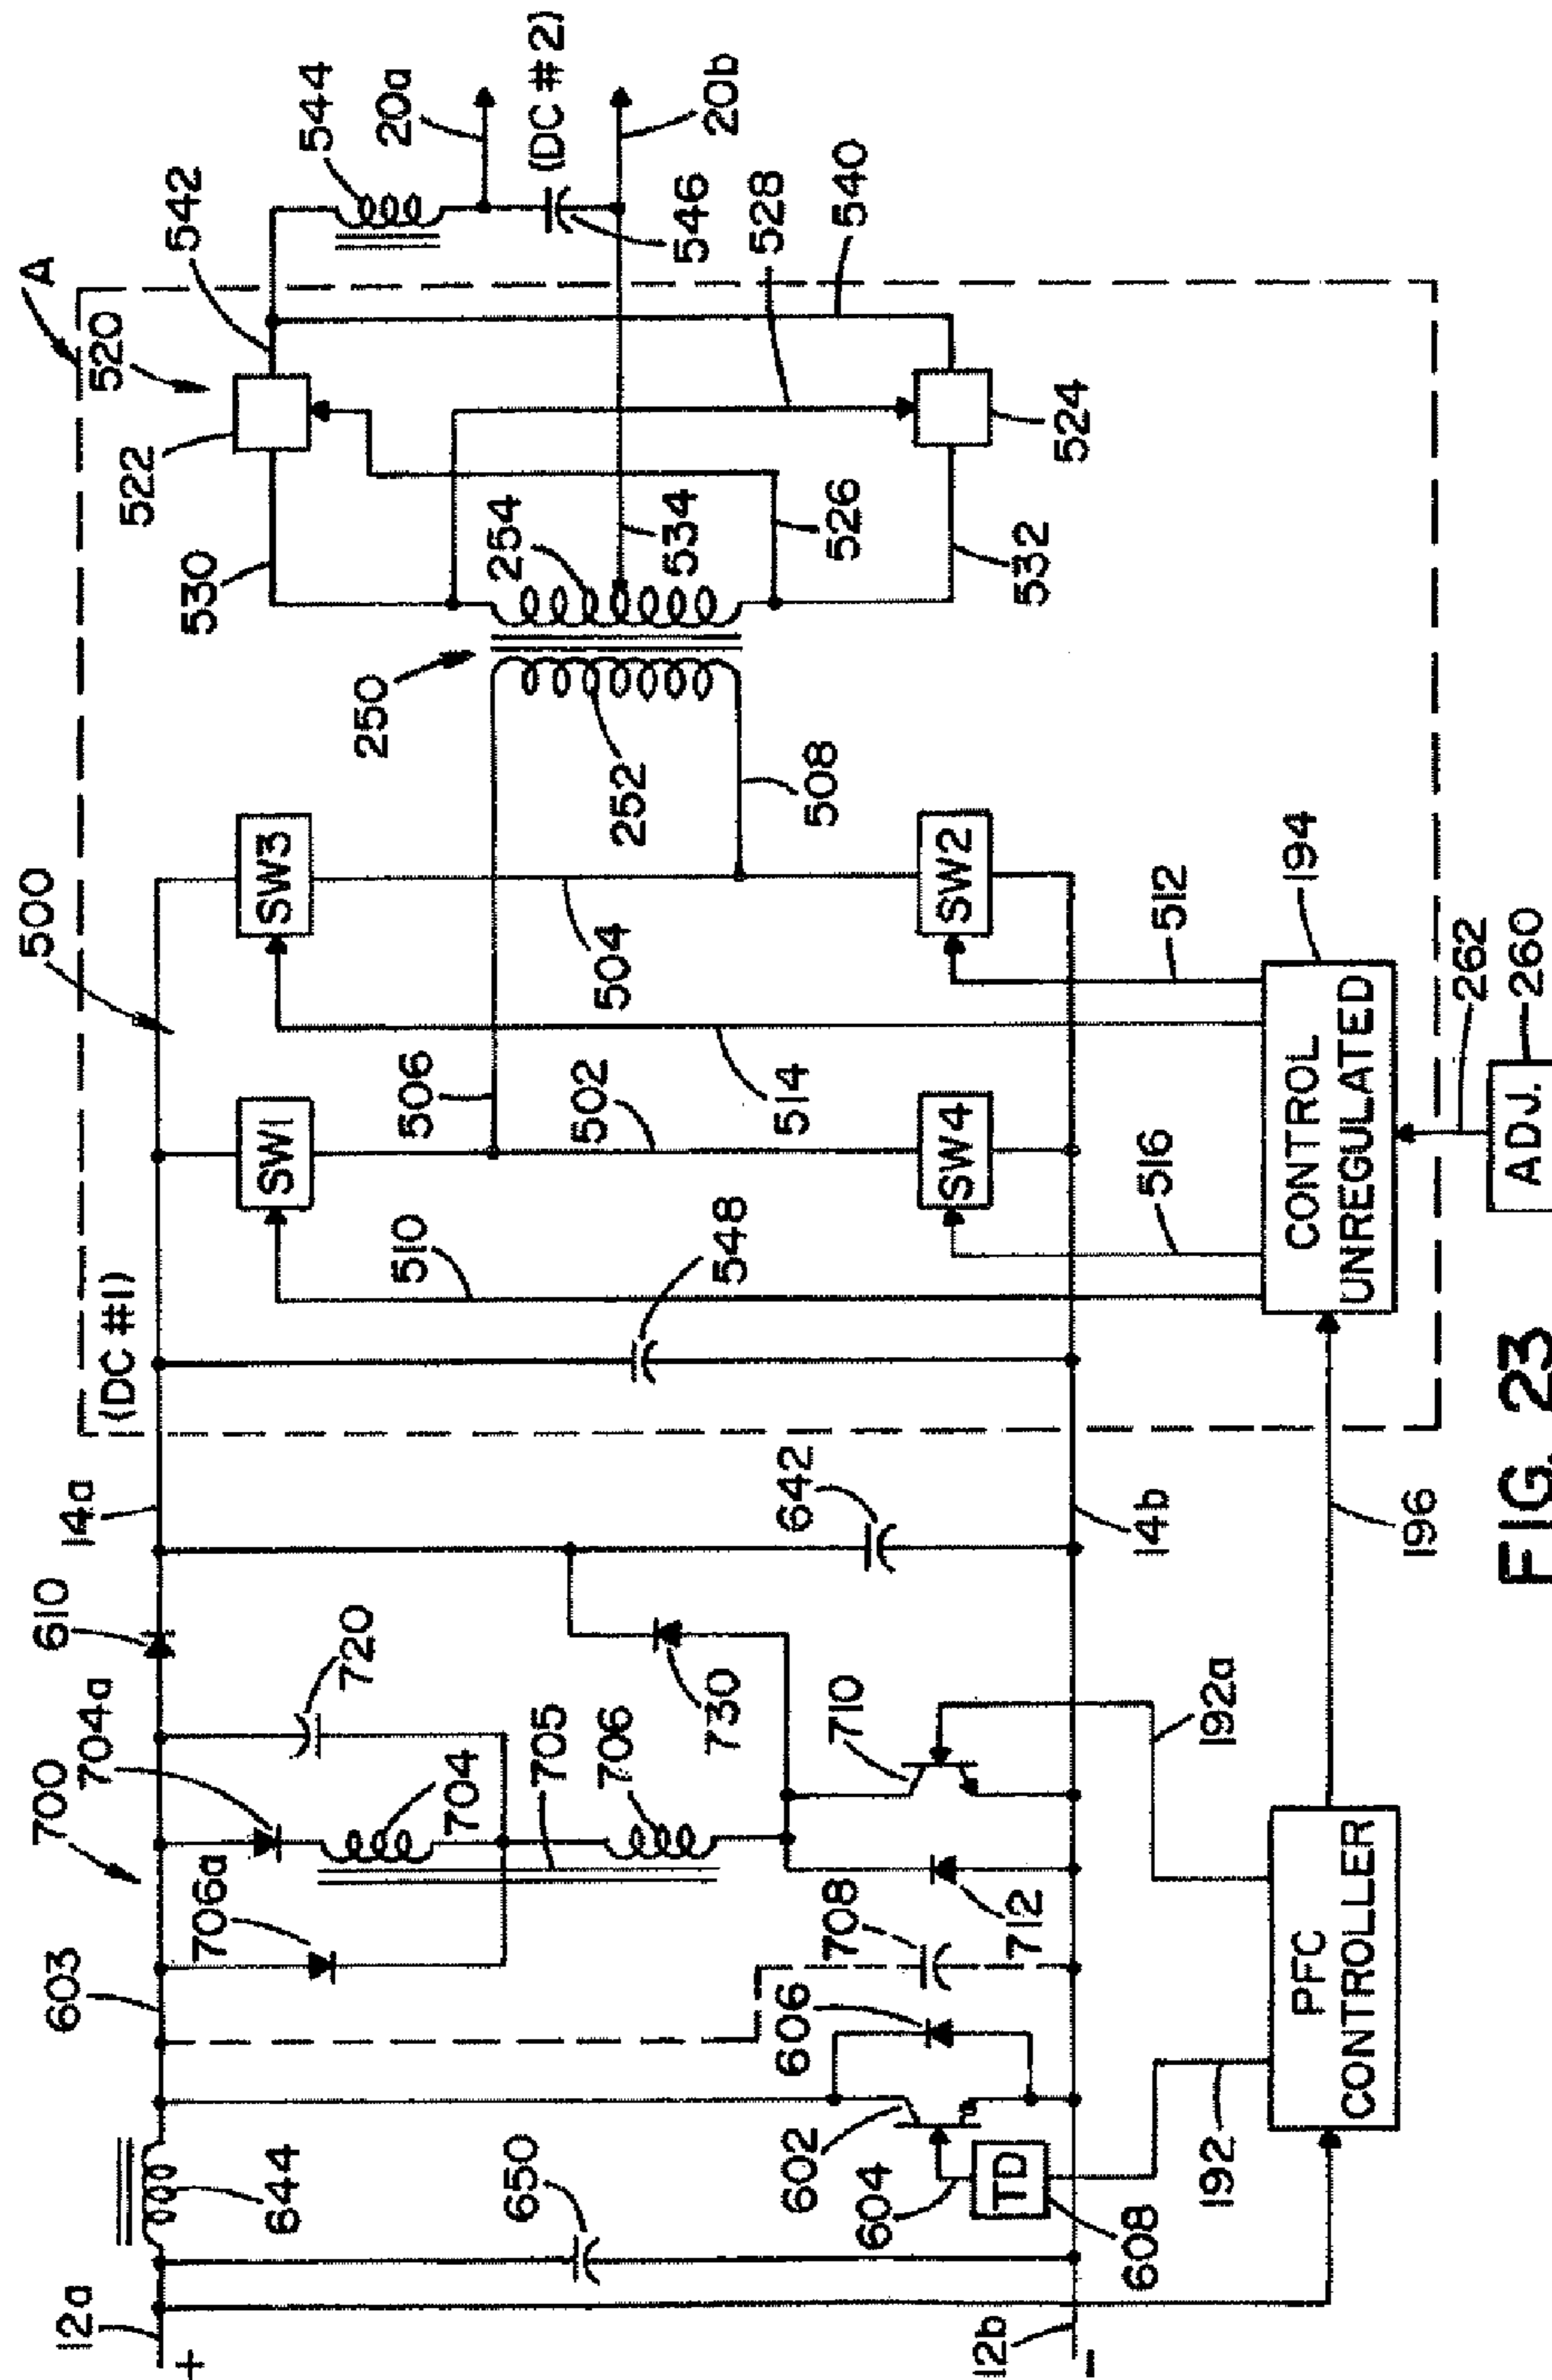 A
500
(DC #1)
542
544
520
522
20a
(DC #2)
20b
530
254
534
546
528
540
526
524
532
250
252
508
SW3
SW1
506
504
502
514
510
548
SW2
SW4
512
516
194
CONTROL
UNREGULATED
262
260
ADJ.
14a
610
642
14b
196
720
704a
700
704
705
706
730
710
192a
706a
603
708
712
606
602
604
TD
608
192
PFC
CONTROLLER
644
650
12a
+
12b
-
FIG. 23